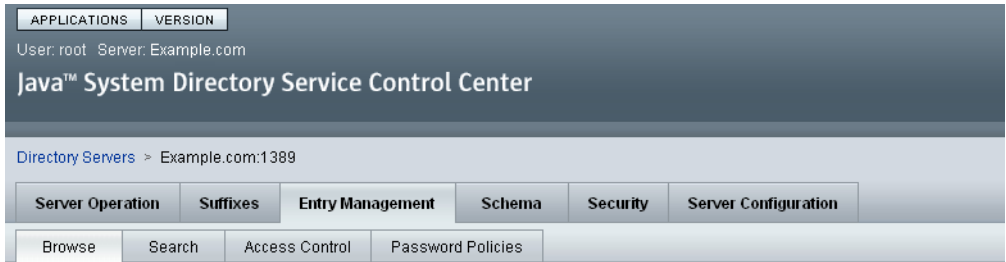 APPLICATIONS VERSION
User: root Server: Example.com
Java™ System Directory Service Control Center
Directory Servers > Example.com:1389
Server Operation Suffixes Entry Management Schema Security Server Configuration
Browse Search Access Control Password Policies